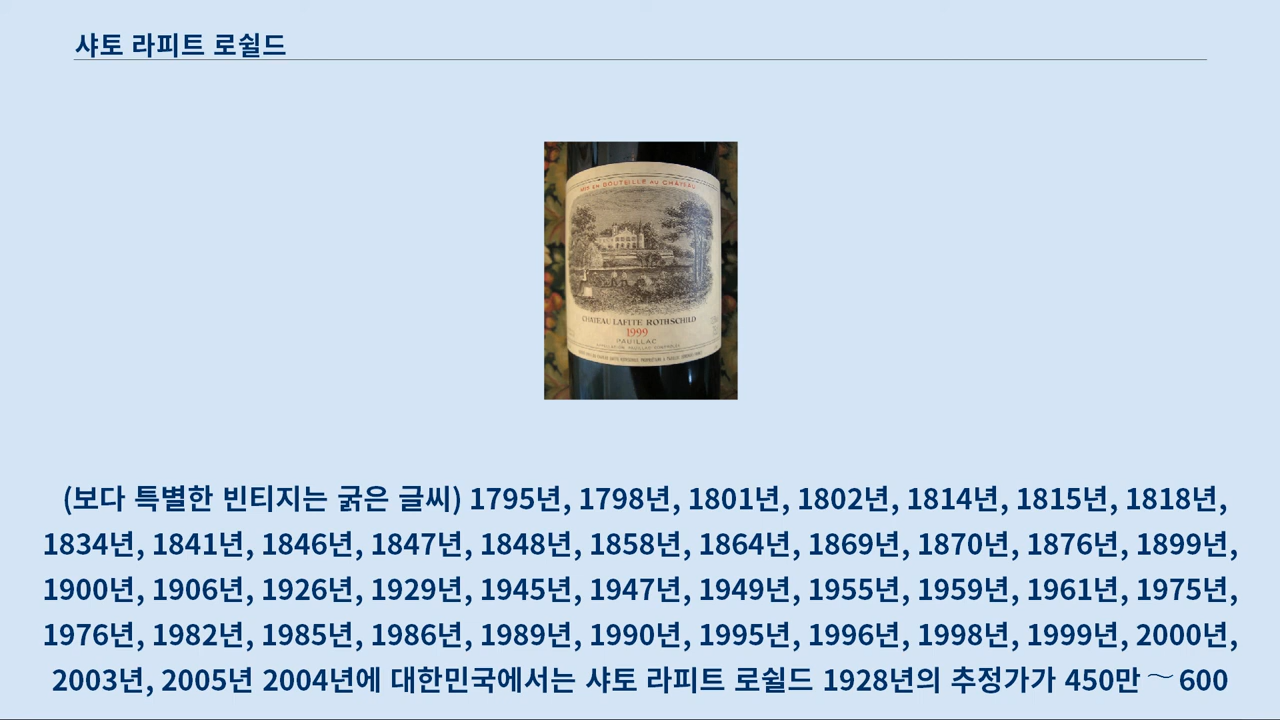 샤토 라피트 로쉴드
MIS EN BOUTEILLE AU CHATEAU
CHATEAU LAFITE ROTHSCHILD
1999
PAUILLAC
(보다 특별한 빈티지는 굵은 글씨) 1795년, 1798년, 1801년, 1802년, 1814년, 1815년, 1818년,
1834년, 1841년, 1846년, 1847년, 1848년, 1858년, 1864년, 1869년, 1870년, 1876년, 1899년,
1900년, 1906년, 1926년, 1929년, 1945년, 1947년, 1949년, 1955년, 1959년, 1961년, 1975년,
1976년, 1982년, 1985년, 1986년, 1989년, 1990년, 1995년, 1996년, 1998년, 1999년, 2000년,
2003년, 2005년 2004년에 대한민국에서는 샤토 라피트 로쉴드 1928년의 추정가가 450만 ~ 600